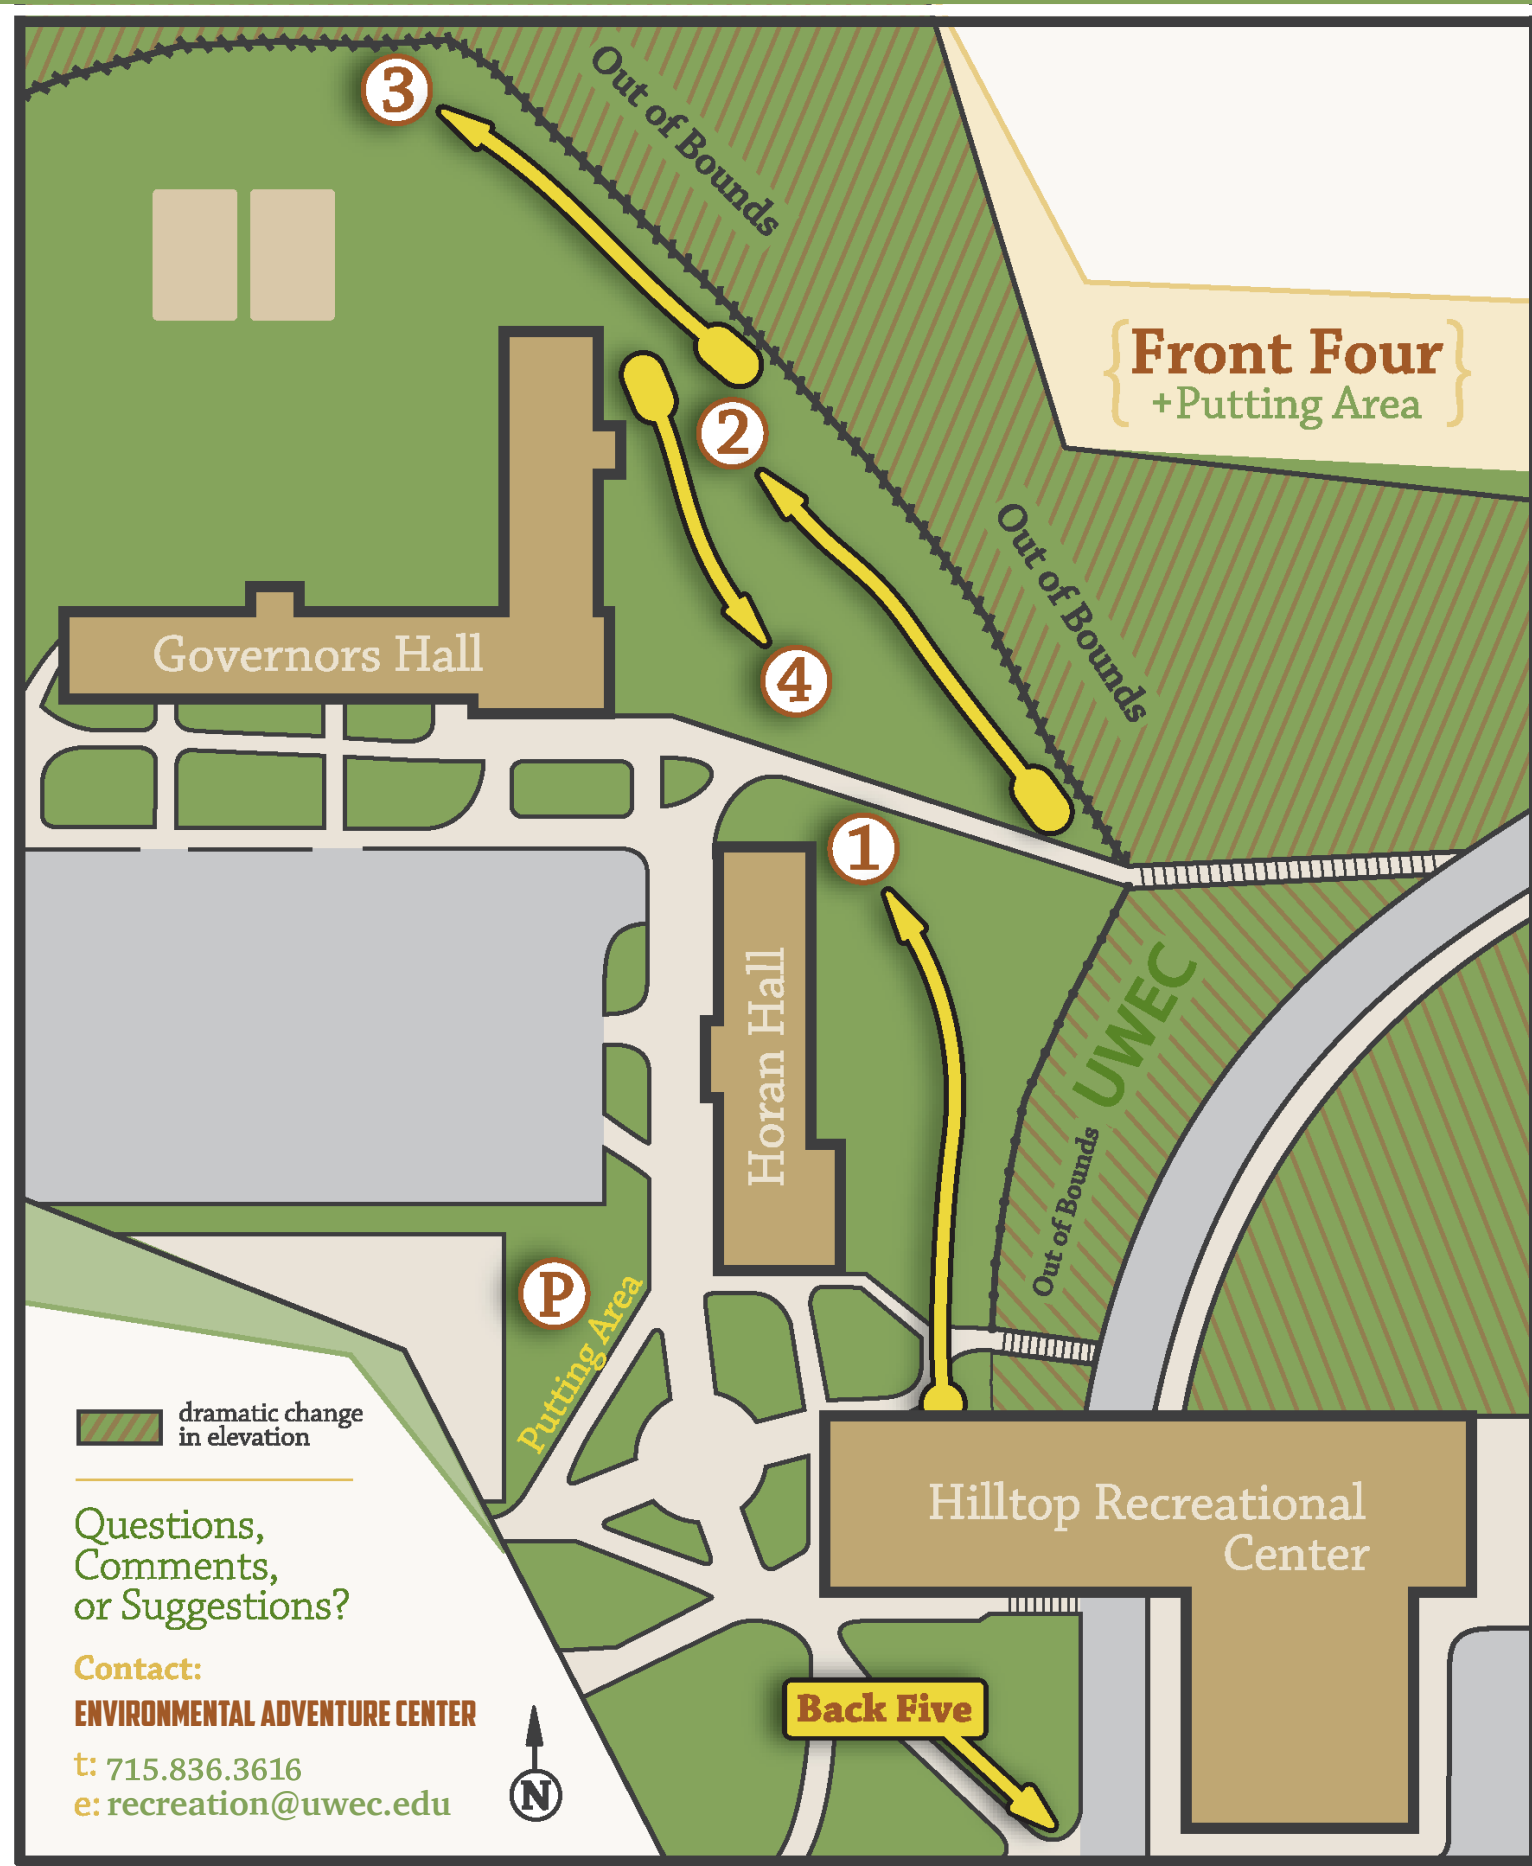 3
Out of Bounds
Front Four
+Putting Area
2
Out of Bounds
Governors Hall
4
1
Horan Hall
UWEC
Out of Bounds
P
Putting Area
dramatic change
in elevation
Hilltop Recreational
Center
Questions,
Comments,
or Suggestions?
Contact:
ENVIRONMENTAL ADVENTURE CENTER
t: 715.836.3616
e: recreation@uwec.edu
N
Back Five